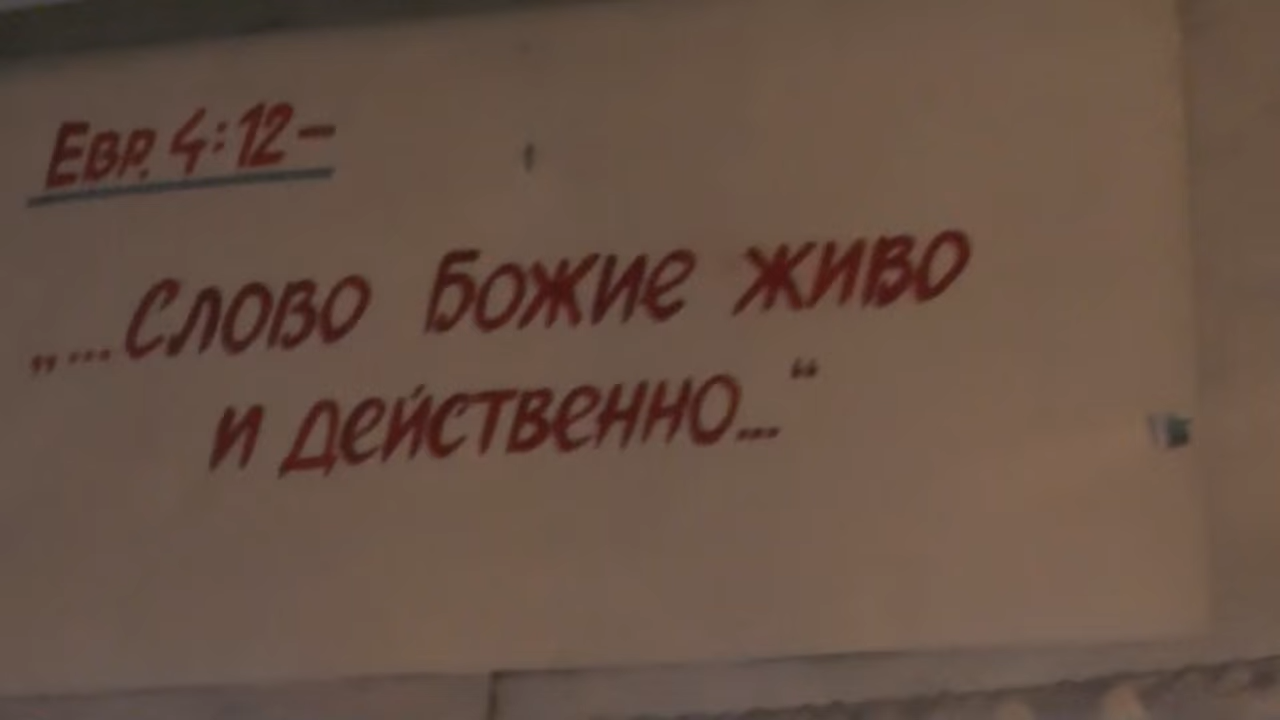 Евр. 4:12-
„...Слово Божие живо
и действенно...“